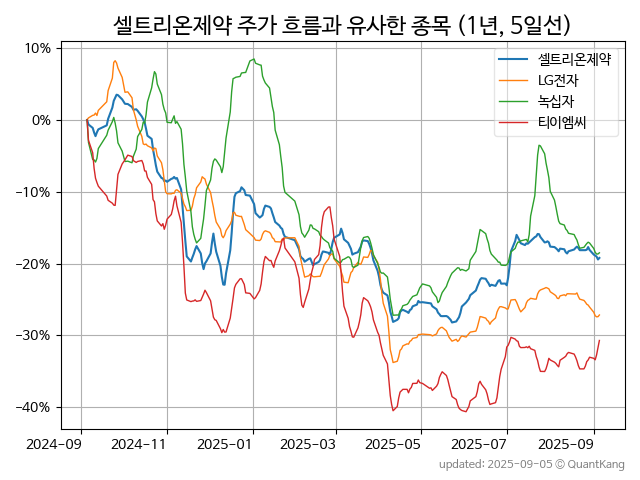 셀트리온제약 주가 흐름과 유사한 종목 (1년, 5일선)
셀트리온제약
LG전자
녹십자
티이엠씨
10%
0%
−10%
−20%
−30%
−40%
2024−09
2024−11
2025−01
2025−03
2025−05
2025−07
2025−09
updated: 2025-09-05 © QuantKang